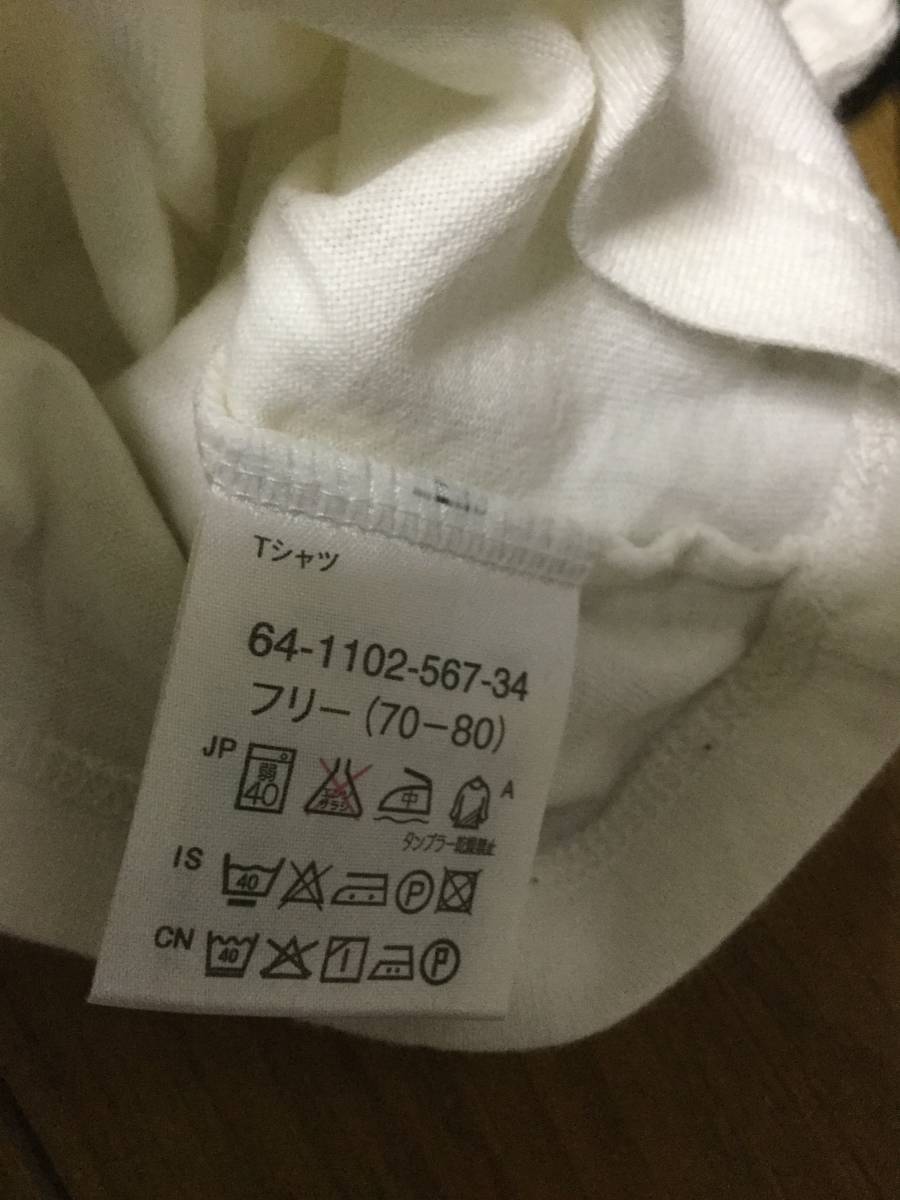 Tシャツ
64-1102-567-34
フリー (70-80)
JP 弱 40 エンソサラシ 中 A
タンブラー乾燥禁止
IS 40 P
CN 40 P